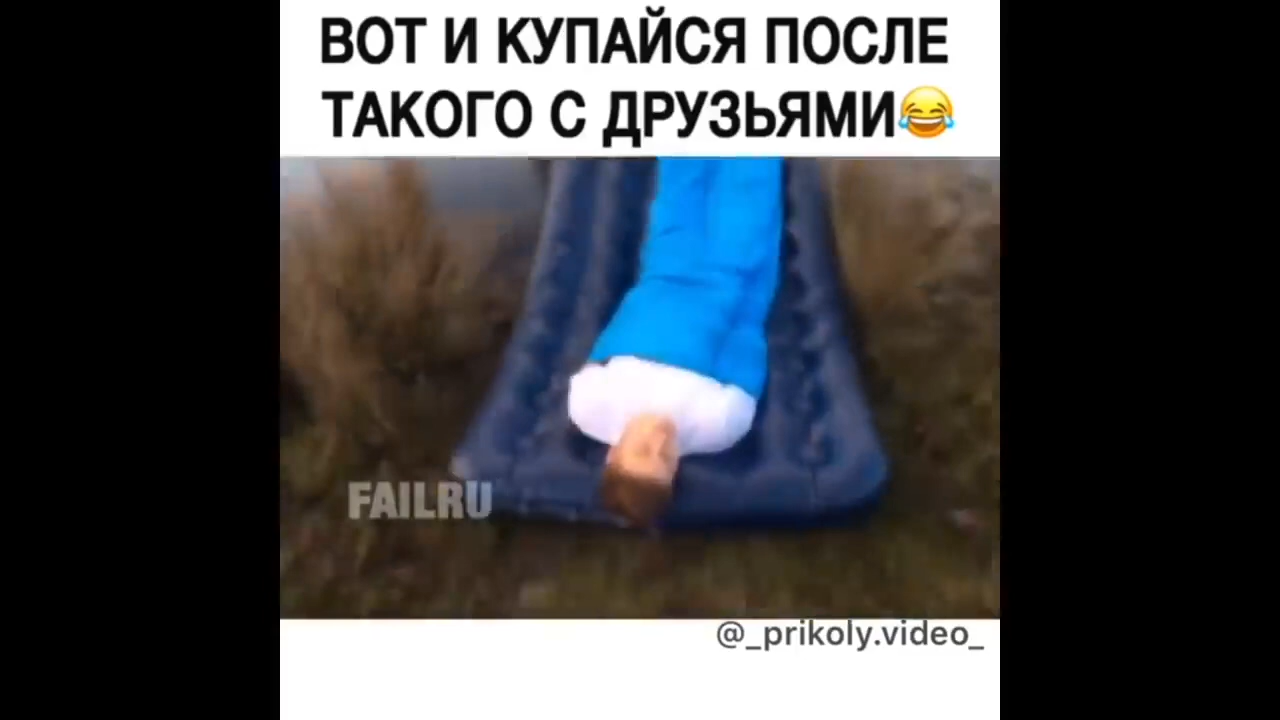 ВОТ И КУПАЙСЯ ПОСЛЕ
ТАКОГО С ДРУЗЬЯМИ😂
FAILRU
@_prikoly.video_